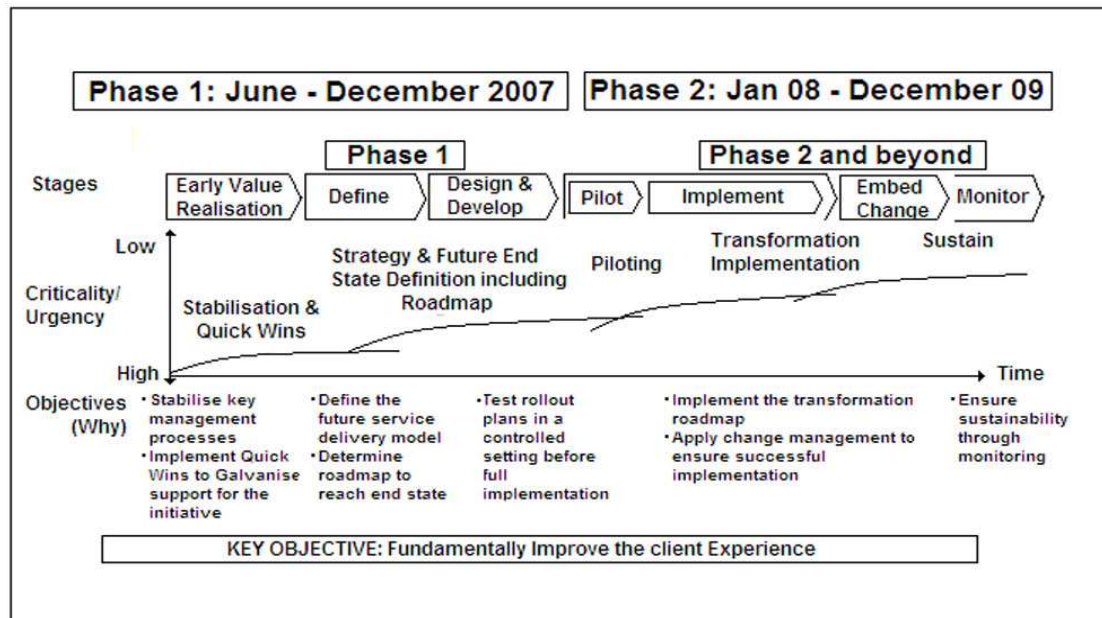 Phase 1: June - December 2007
Phase 2: Jan 08 - December 09
Phase 1
Phase 2 and beyond
Stages
Early Value
Realisation
Define
Design &
Develop
Pilot
Implement
Embed
Change
Monitor
Low
Criticality/
Urgency
High
Stabilisation &
Quick Wins
Strategy & Future End
State Definition including
Roadmap
Piloting
Transformation
Implementation
Sustain
Time
Objectives
(Why)
•Stabilise key
management
processes
•Implement Quick
Wins to Galvanise
support for the
initiative
•Define the
future service
delivery model
•Determine
roadmap to
reach end state
•Test rollout
plans in a
controlled
setting before
full
implementation
•Implement the transformation
roadmap
•Apply change management to
ensure successful
implementation
•Ensure
sustainability
through
monitoring
KEY OBJECTIVE: Fundamentally Improve the client Experience